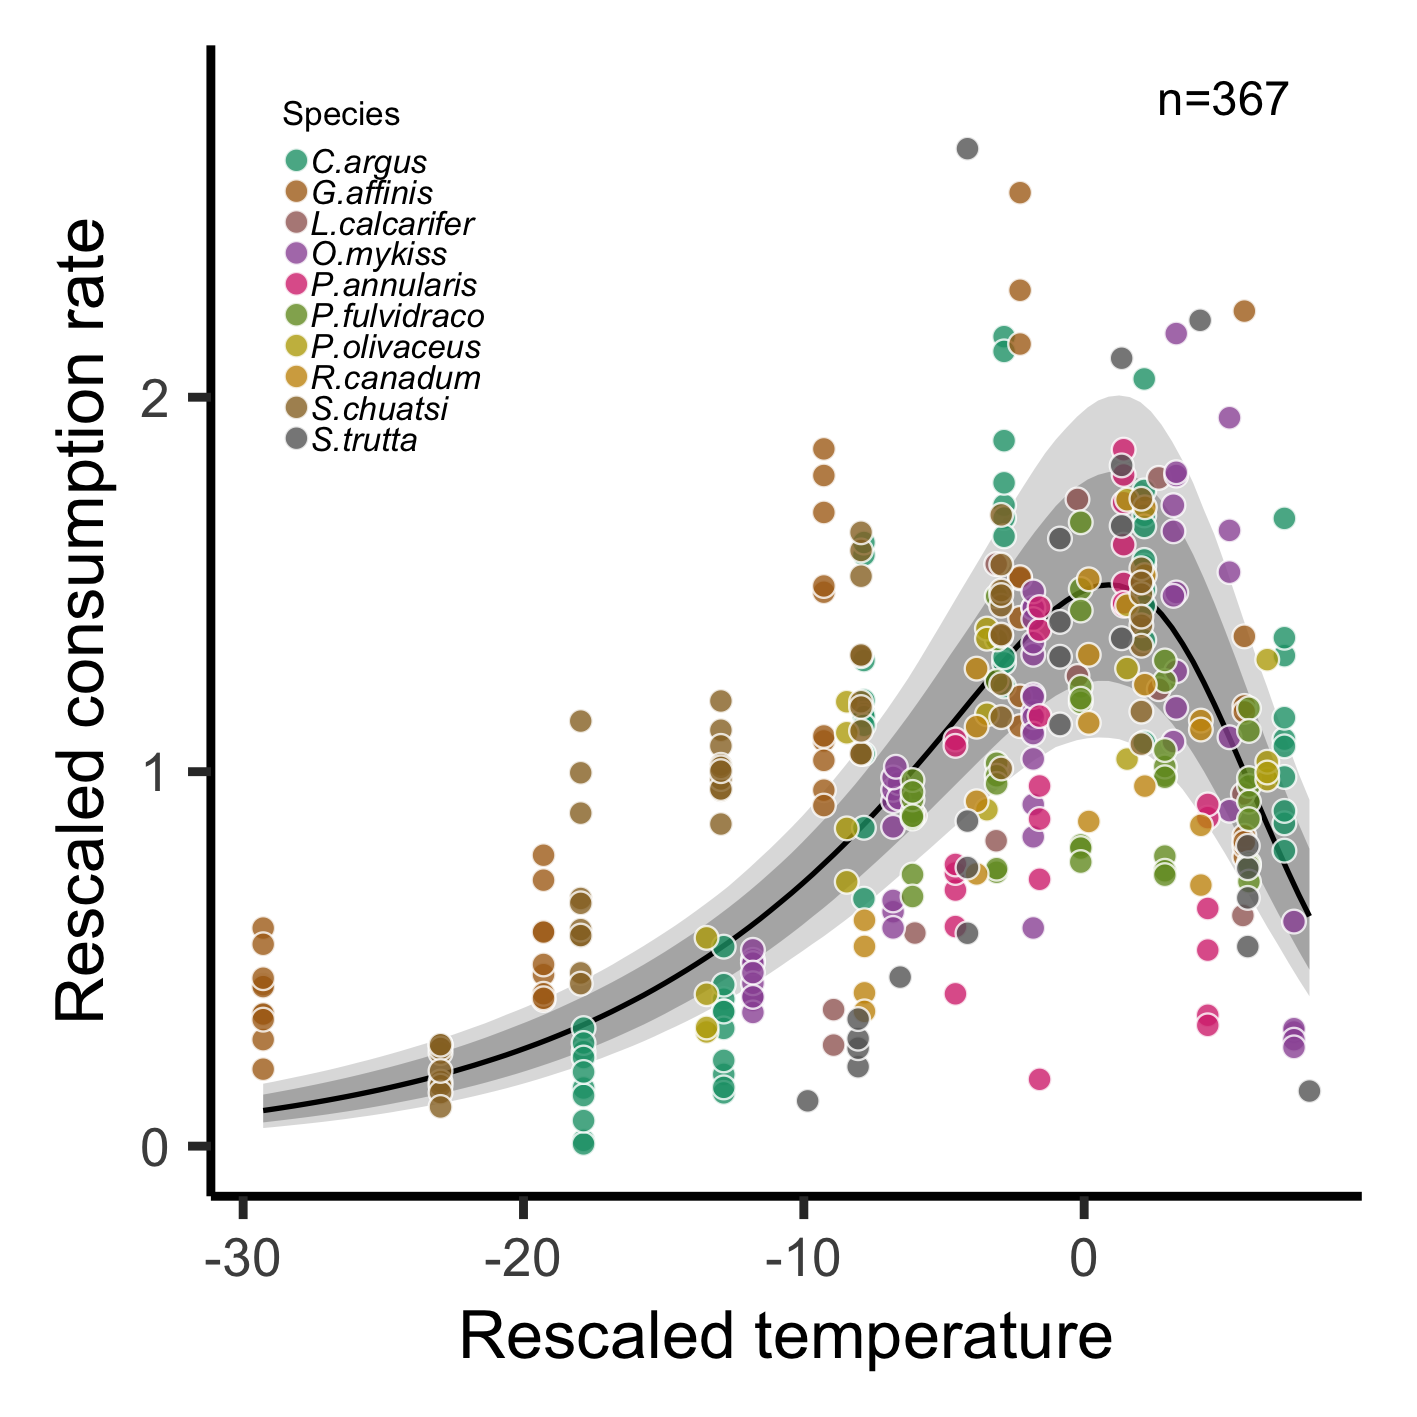 n=367
Species
C.argus
G.affinis
L.calcarifer
O.mykiss
P.annularis
P.fulvidraco
P.olivaceus
R.canadum
S.chuatsi
S.trutta
Rescaled consumption rate
2
1
0
-30 -20 -10 0
Rescaled temperature